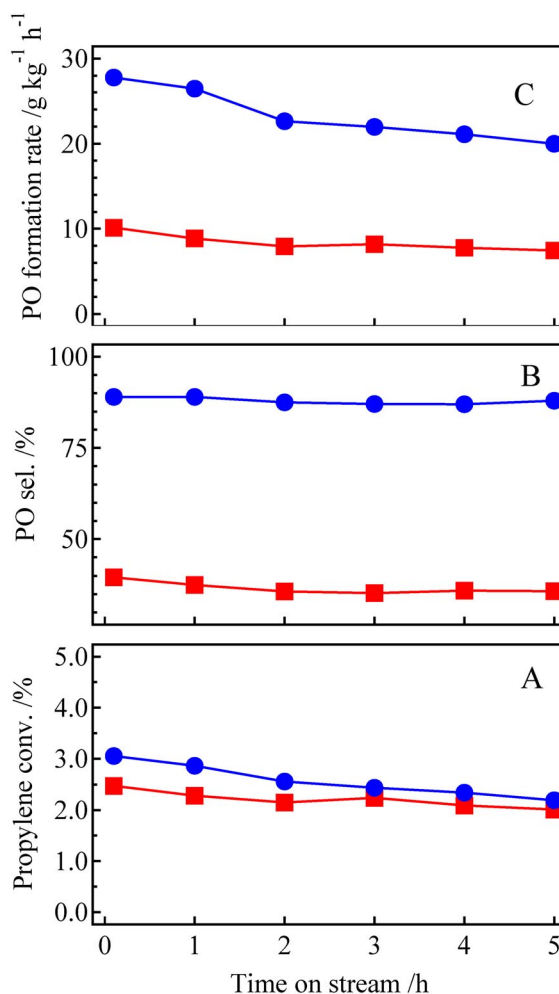 PO formation rate /g kg⁻¹ h⁻¹
30
20
10
0
C
PO sel. /%
100
75
50
B
Propylene conv. /%
5.0
4.0
3.0
2.0
1.0
0.0
A
0 1 2 3 4 5
Time on stream /h